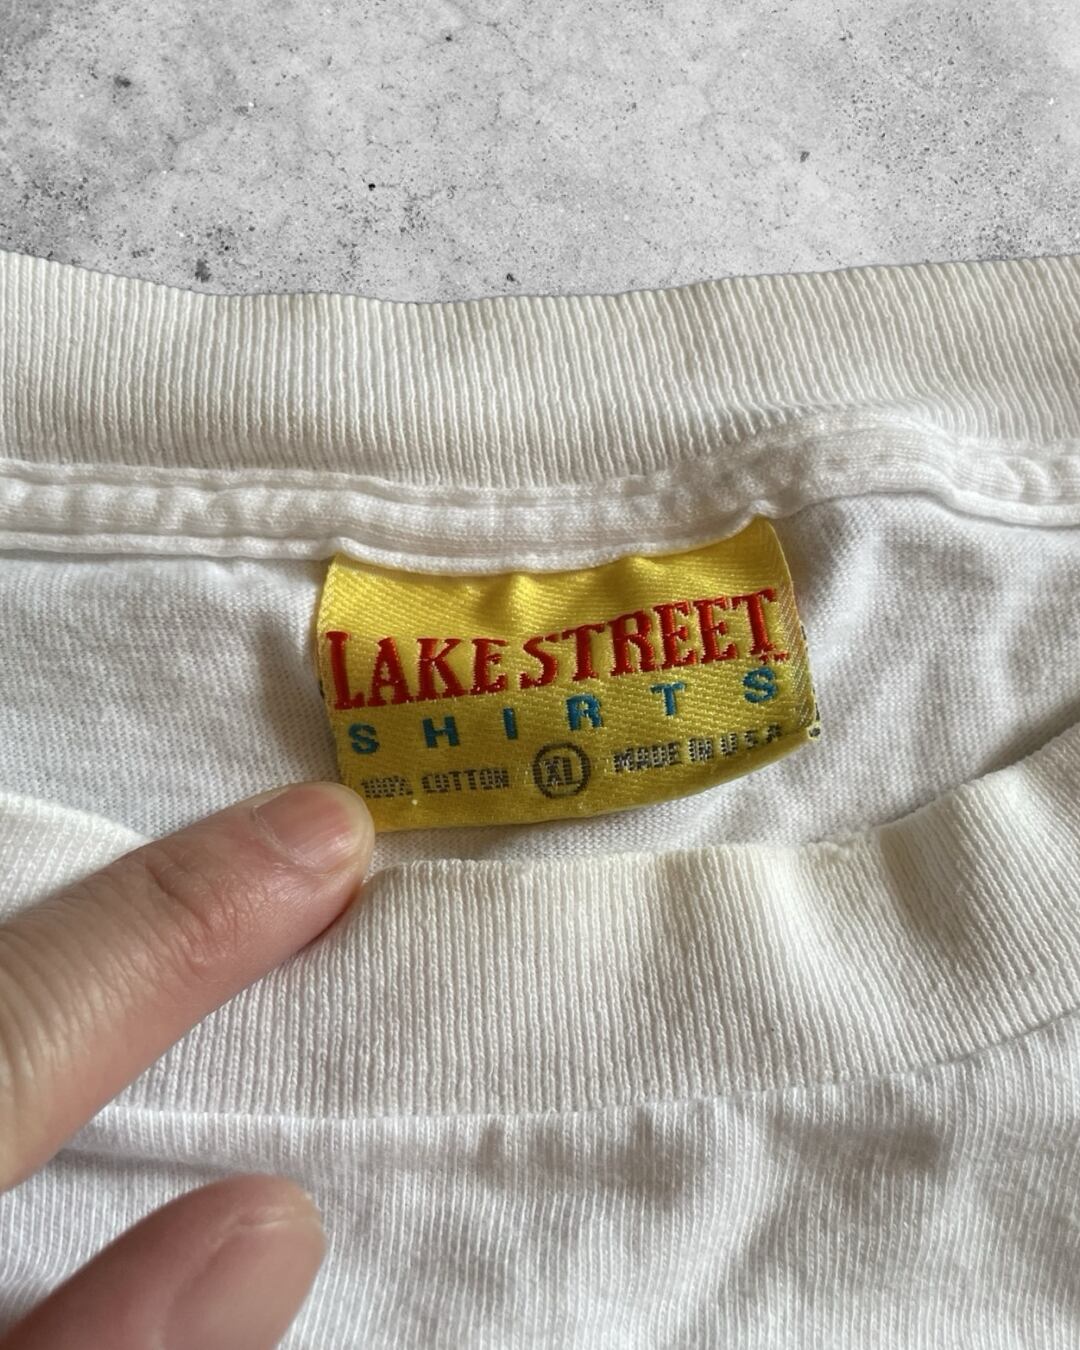 LAKE STREET
SHIRTS
100% COTTON XL MADE IN U.S.A